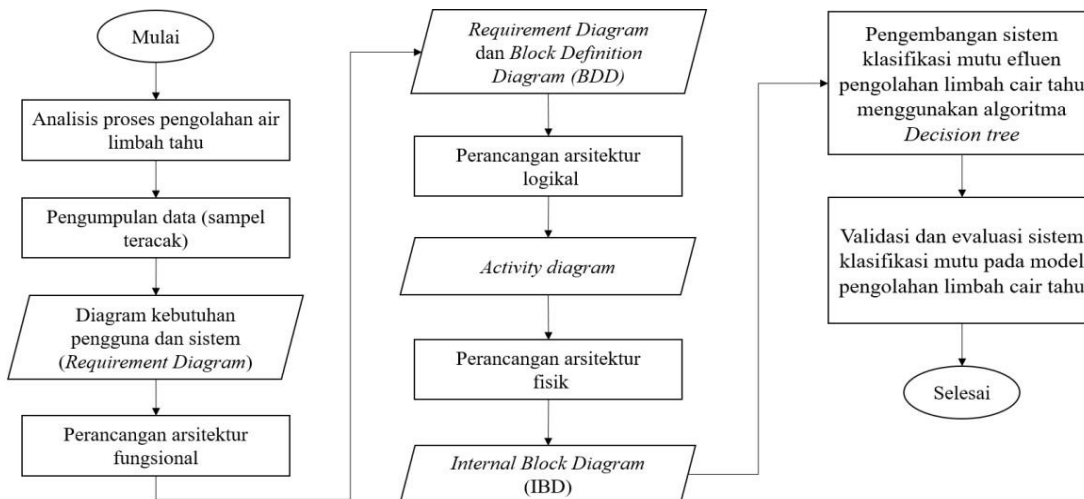 Mulai
Analisis proses pengolahan air
limbah tahu
Pengumpulan data (sampel
teracak)
Diagram kebutuhan
pengguna dan sistem
(Requirement Diagram)
Perancangan arsitektur
fungsional
Requirement Diagram
dan Block Definition
Diagram (BDD)
Perancangan arsitektur
logikal
Activity diagram
Perancangan arsitektur
fisik
Internal Block Diagram
(IBD)
Pengembangan sistem
klasifikasi mutu efluen
pengolahan limbah cair tahu
menggunakan algoritma
Decision tree
Validasi dan evaluasi sistem
klasifikasi mutu pada model
pengolahan limbah cair tahu
Selesai